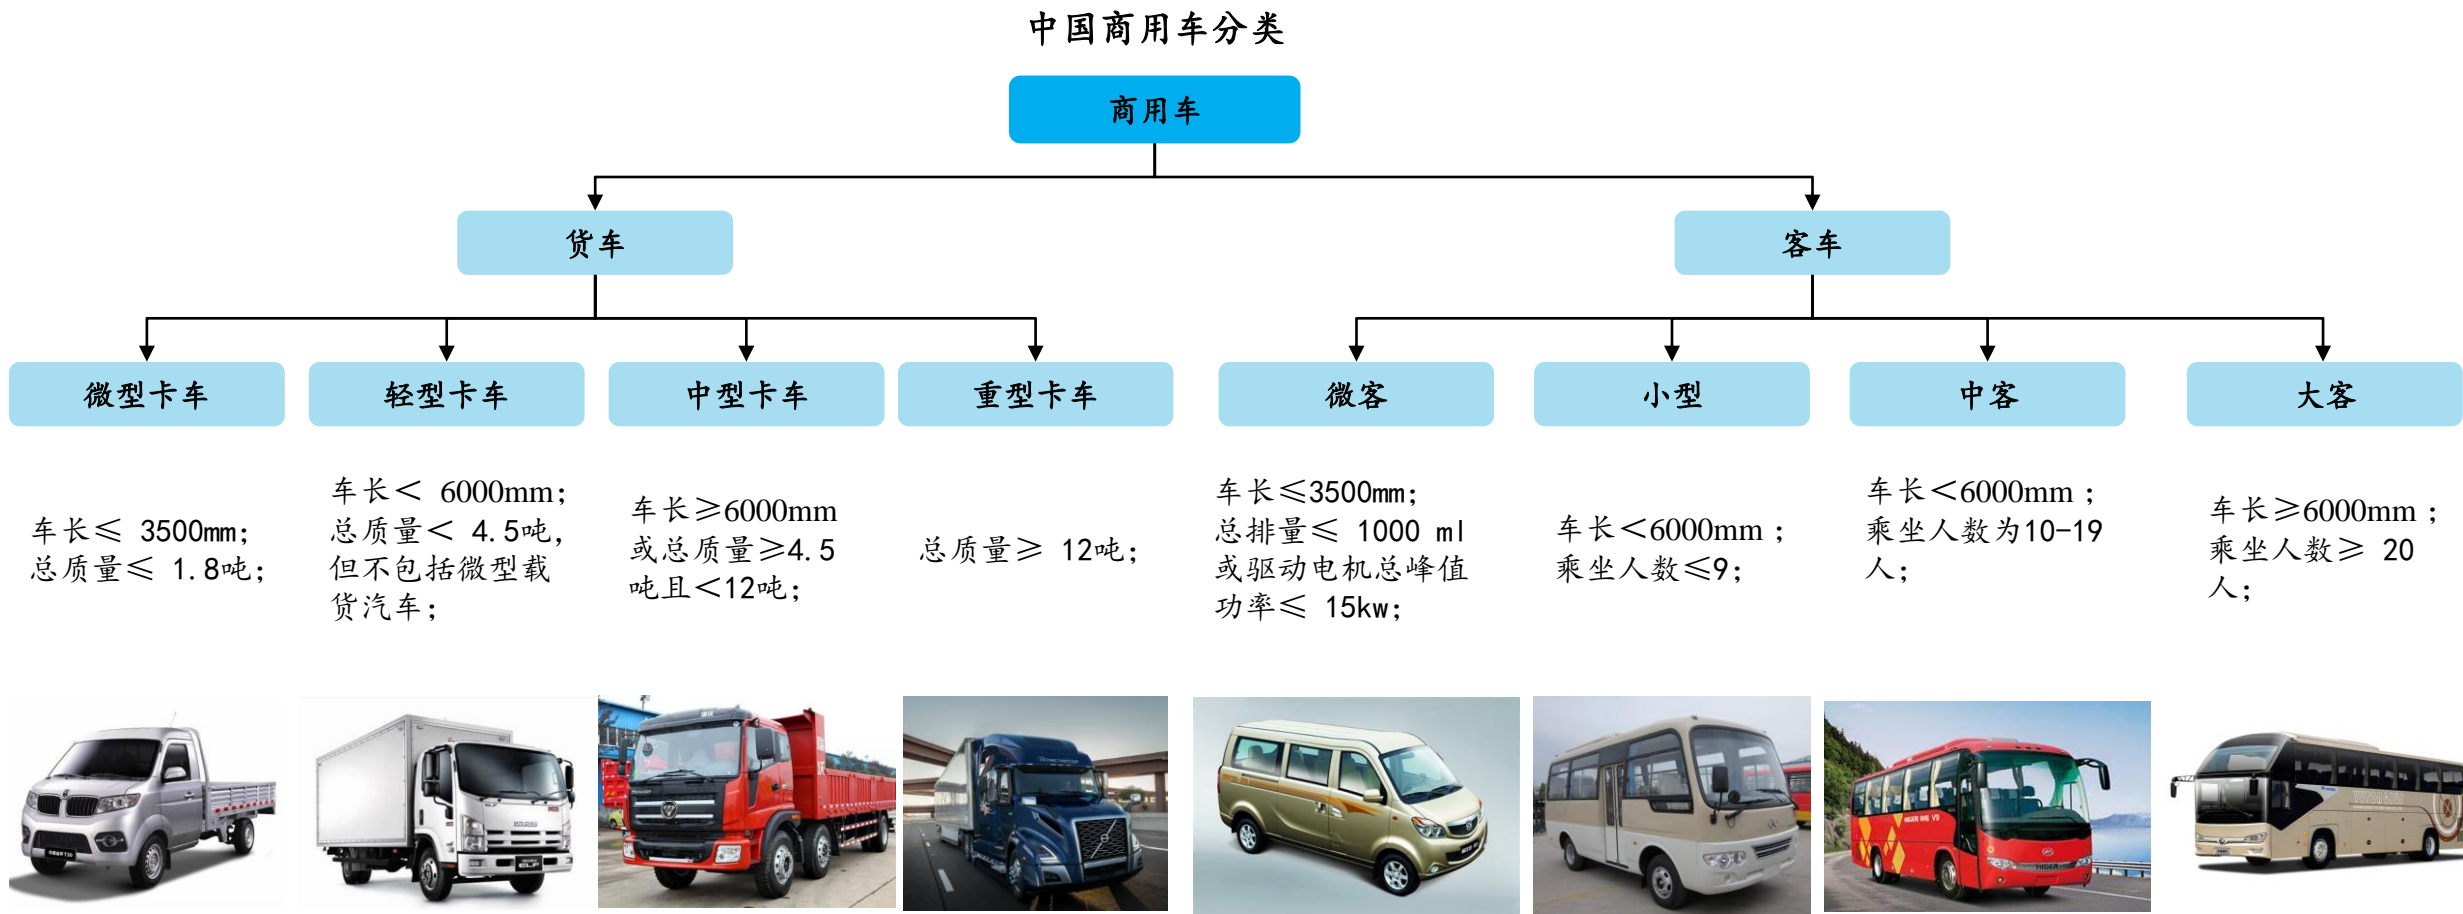 中国商用车分类
商用车
货车
客车
微型卡车
轻型卡车
中型卡车
重型卡车
微客
小型
中客
大客
车长≤ 3500mm;
总质量≤ 1.8吨;
车长＜ 6000mm;
总质量＜ 4.5吨,
但不包括微型载
货汽车;
车长≥6000mm
或总质量≥4.5
吨且＜12吨;
总质量≥ 12吨;
车长≤3500mm;
总排量≤ 1000 ml
或驱动电机总峰值
功率≤ 15kw;
车长＜6000mm ;
乘坐人数≤9;
车长＜6000mm ;
乘坐人数为10-19
人;
车长≥6000mm ;
乘坐人数≥ 20
人;
ELF
HIGER